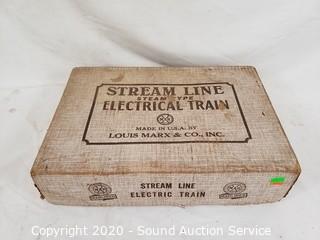 STREAM LINE
STEAM TYPE
ELECTRICAL TRAIN
MADE IN U.S.A. BY
LOUIS MARX & CO., INC.
STREAM LINE
ELECTRIC TRAIN
Copyright 2020 - Sound Auction Service